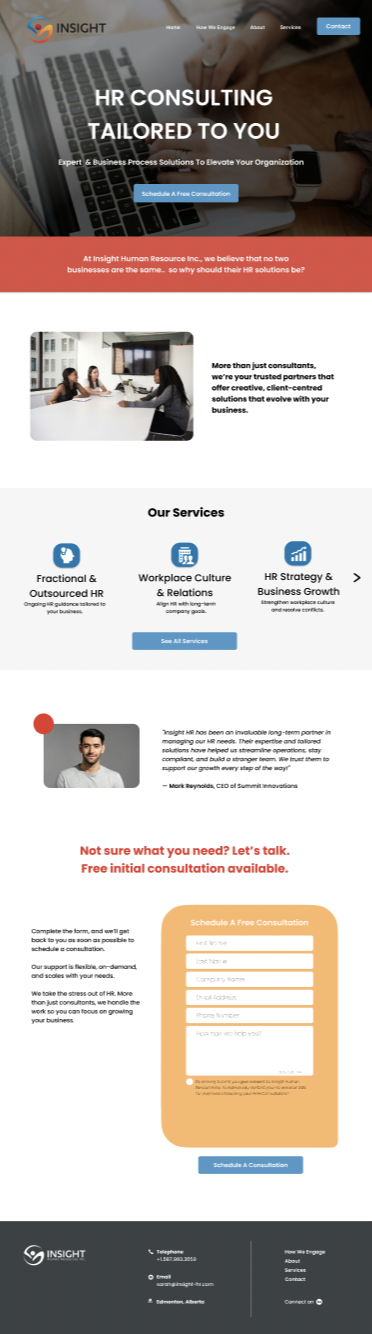 INSIGHT
Home How We Engage About Services Contact
HR CONSULTING
TAILORED TO YOU
Expert & Business Process Solutions To Elevate Your Organization
Schedule A Free Consultation
At Insight Human Resource Inc., we believe that no two
businesses are the same.. so why should their HR solutions be?
More than just consultants,
we're your trusted partners that
offer creative, client-centred
solutions that evolve with your
business.
Our Services
Fractional &
Outsourced HR
Ongoing HR guidance tailored to
your business.
Workplace Culture
& Relations
Align HR with long-term
company goals.
HR Strategy &
Business Growth
Strengthen workplace culture
and resolve conflicts.
See All Services
"Insight HR has been an invaluable long-term partner in
managing our HR needs. Their expertise and tailored
solutions have helped us streamline operations, stay
compliant, and build a stronger team. We trust them to
support our growth every step of the way!"
— Mark Reynolds, CEO of Summit Innovations
Not sure what you need? Let's talk.
Free initial consultation available.
Complete the form, and we'll get
back to you as soon as possible to
schedule a consultation.
Our support is flexible, on-demand,
and scales with your needs.
We take the stress out of HR. More
than just consultants, we handle the
work so you can focus on growing
your business.
Schedule A Free Consultation
First Name
Last Name
Company Name
Email Address
Phone Number
How can we help you?
Schedule A Consultation
INSIGHT
Telephone
+1.587.983.3559
Email
sarah@insight-hr.com
Edmonton, Alberta
How We Engage
About
Services
Contact
Connect on